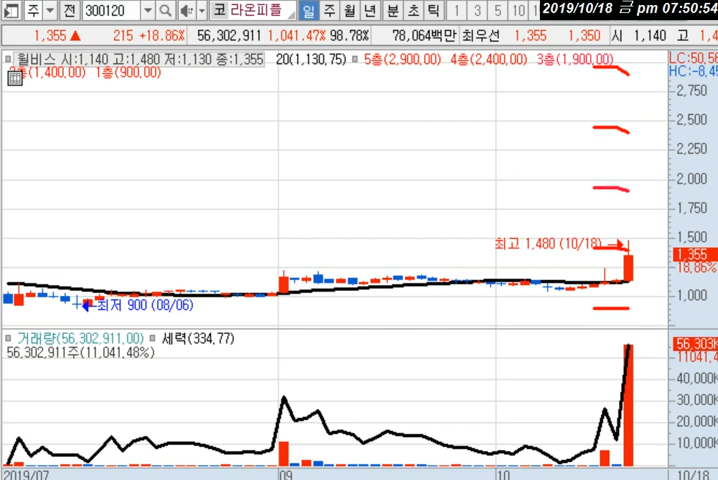 2019/10/18 금 pm 07:50:54
주 전 300120 코 라온피플 일 주 월 년 분 초 틱 1 3 5 10
1,355 ▲ 215 +18.86% 56,302,911 1,041.47% 98.78% 78,064백만 최우선 1,355 1,350 시 1,140 고
윌비스 시:1,140 고:1,480 저:1,130 종:1,355 20(1,130,75) 5층(2,900,00) 4층(2,400,00) 3층(1,900,00)
(1,400,00) 1층(900,00)
LC:50,56
HC:-8,45
2,750
2,500
2,250
2,000
1,750
1,500
최고 1,480 (10/18)
1,355
18.86%
1,000
최저 900 (08/06)
거래량(56,302,911,00) 세력(334,77)
56,302,911주(11,041,48%)
56,303K
11041,4
40,000K
30,000K
20,000K
10,000K
2019/07 09 10 10/18